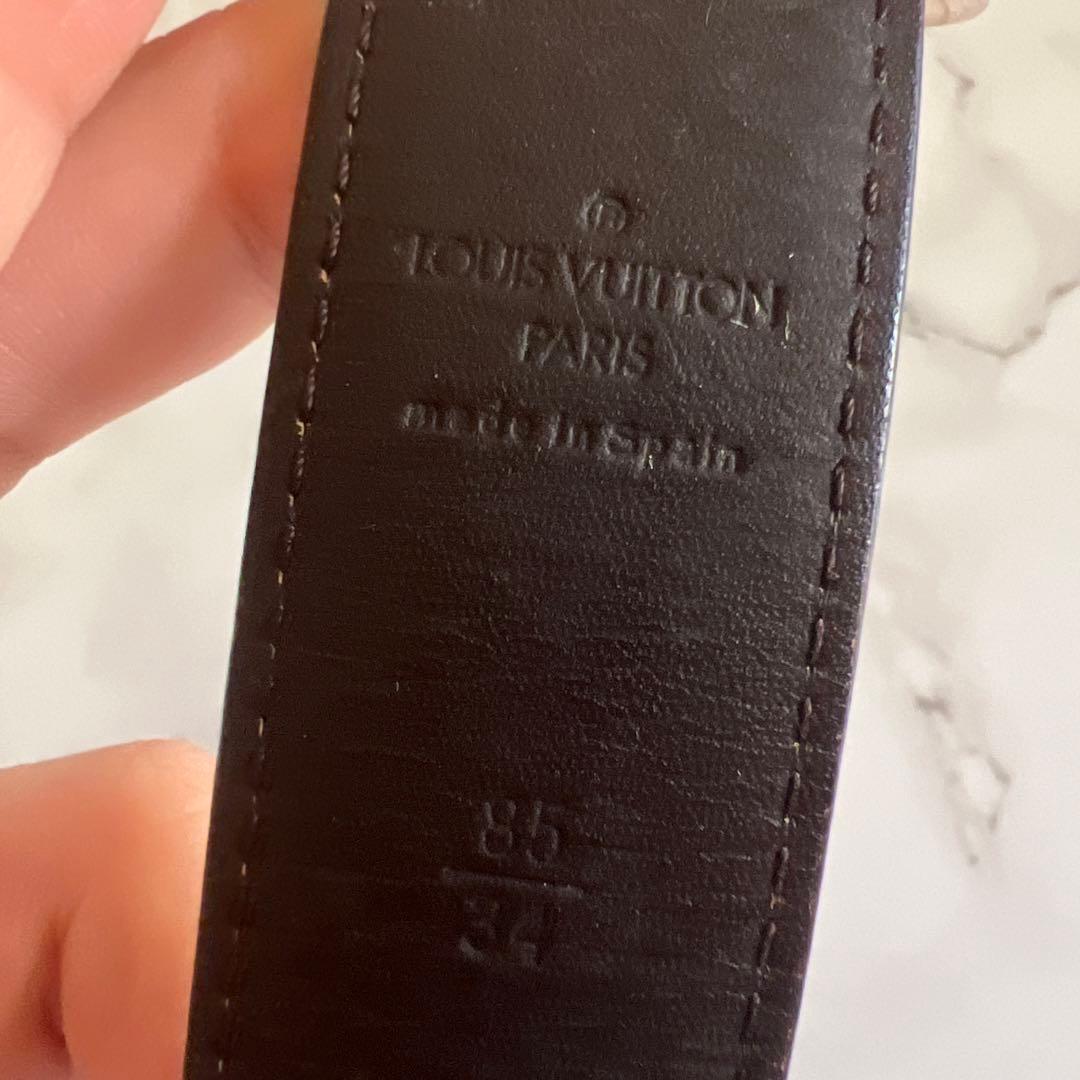 ®
LOUIS VUITTON
PARIS
made in Spain
85
34